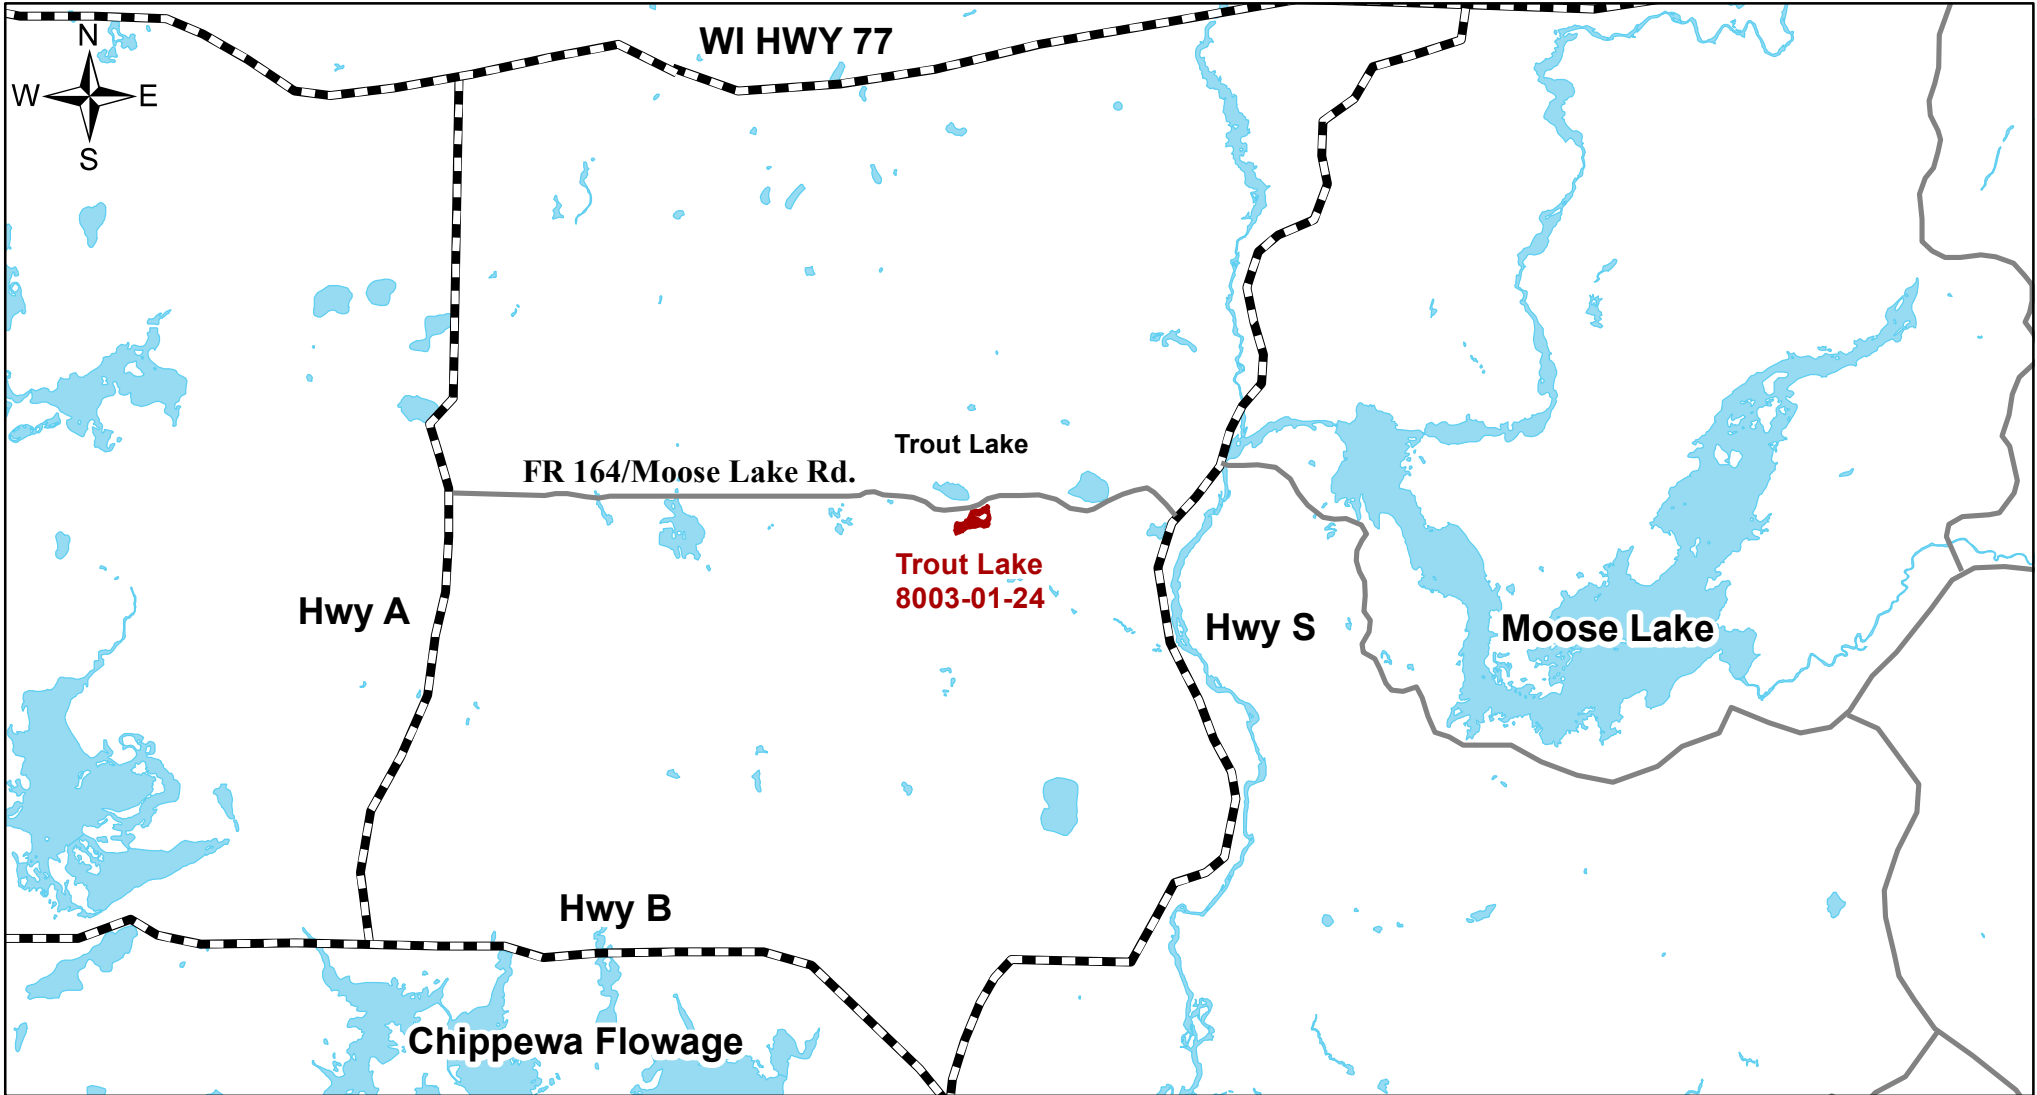 WI HWY 77
N
W E
S
Trout Lake
FR 164/Moose Lake Rd.
Trout Lake
8003-01-24
Hwy A
Hwy S
Moose Lake
Hwy B
Chippewa Flowage